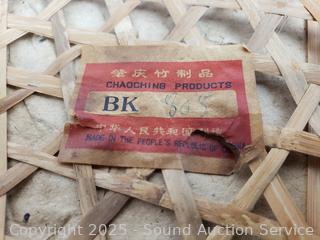 肇庆竹制品
CHAOCHING PRODUCTS
BK 868
中华人民共和国
MADE IN THE PEOPLE'S REPUBLIC OF
Copyright 2025 - Sound Auction Service